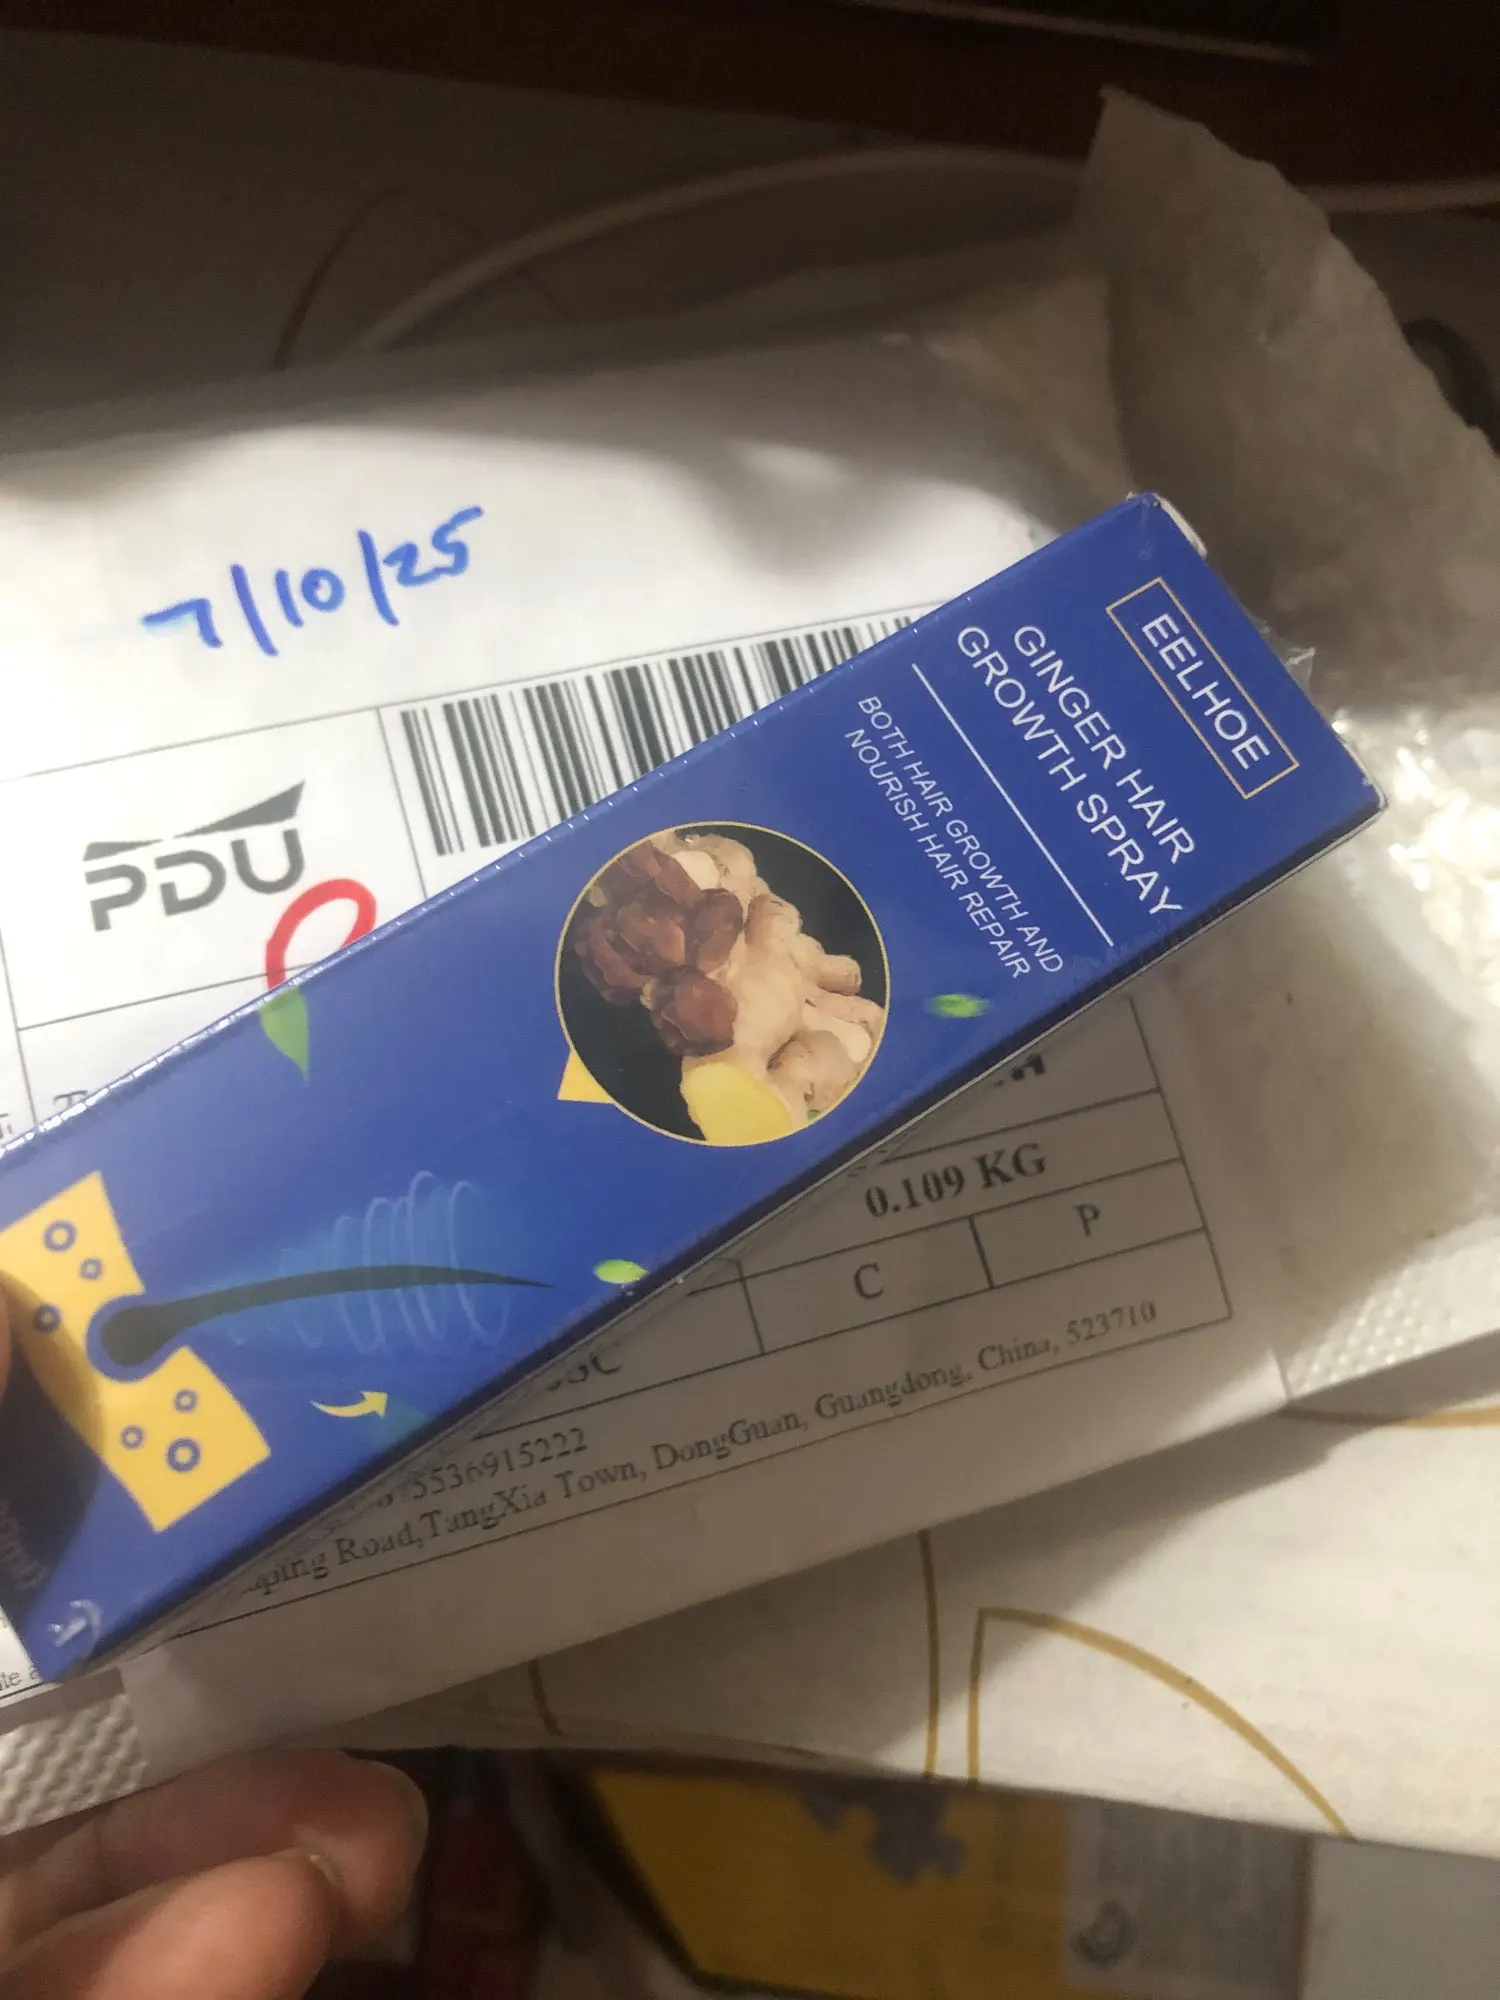 7/10/25
PDU
EELHOE
GINGER HAIR
GROWTH SPRAY
BOTH HAIR GROWTH AND
NOURISH HAIR REPAIR
0.109 KG
C
P
5536915222
Road, TangXia Town, DongGuan, Guangdong, China, 523710